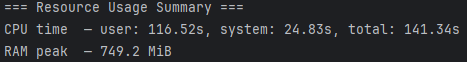 === Resource Usage Summary ===
CPU time  — user: 116.52s, system: 24.83s, total: 141.34s
RAM peak  — 749.2 MiB